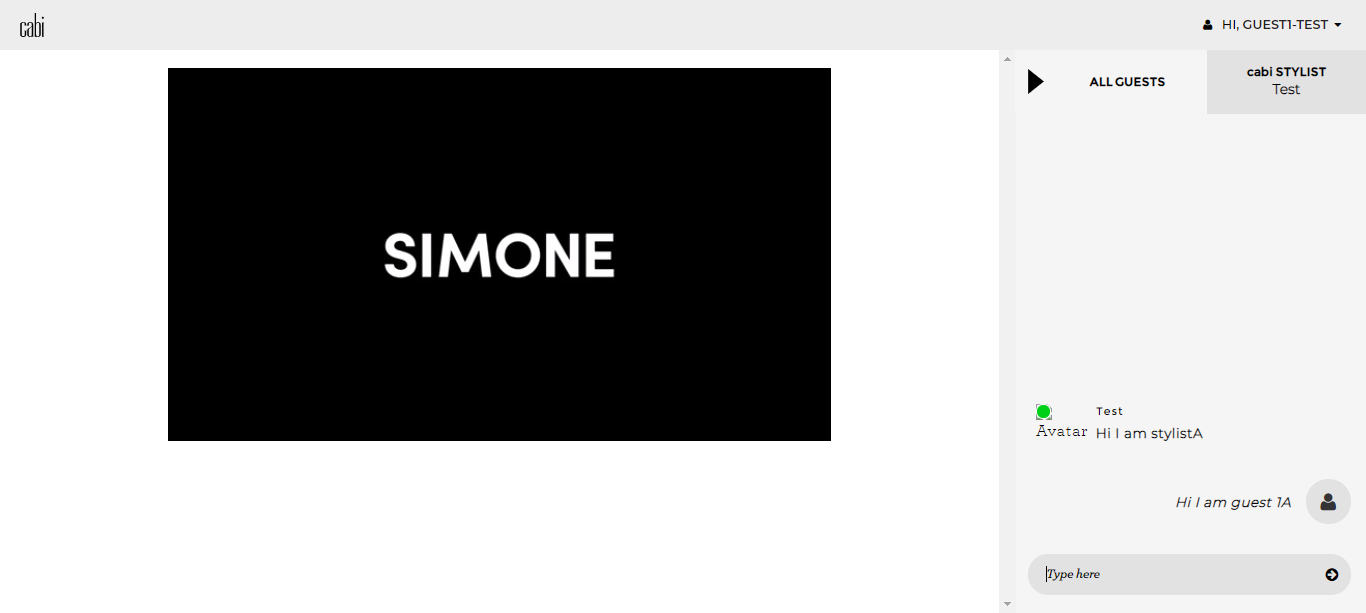 cabi
HI, GUEST1-TEST
SIMONE
ALL GUESTS
cabi STYLIST
Test
Test
Avatar
Hi I am stylistA
Hi I am guest 1A
Type here